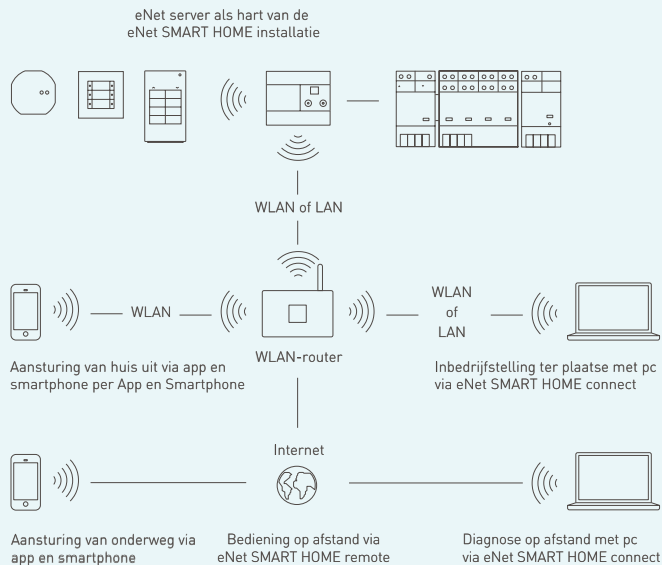 eNet server als hart van de
eNet SMART HOME installatie
WLAN of LAN
WLAN
WLAN
of
LAN
WLAN-router
Aansturing van huis uit via app en
smartphone per App en Smartphone
Inbedrijfstelling ter plaatse met pc
via eNet SMART HOME connect
Internet
Aansturing van onderweg via
app en smartphone
Bediening op afstand via
eNet SMART HOME remote
Diagnose op afstand met pc
via eNet SMART HOME connect